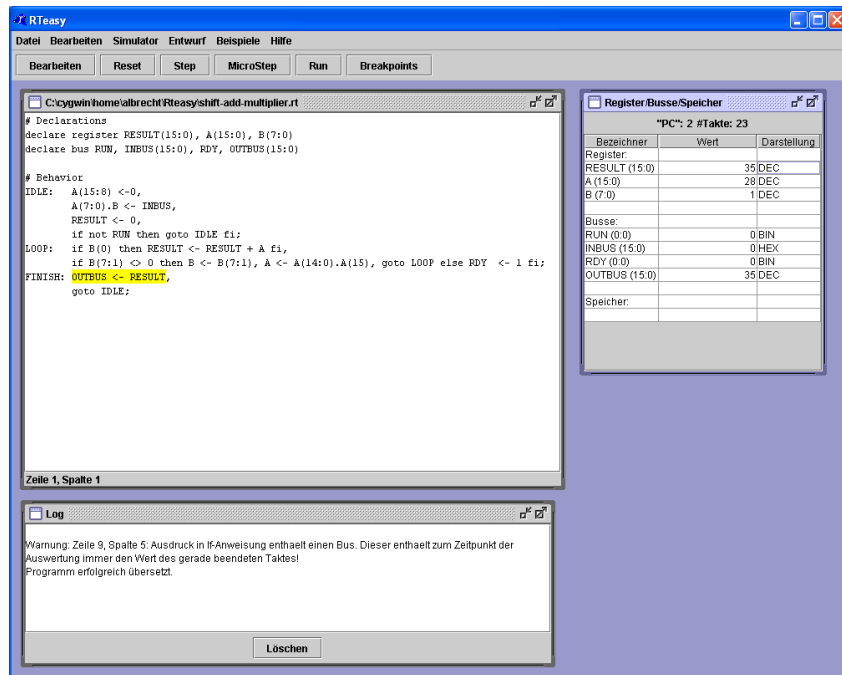 RTeasy
Datei Bearbeiten Simulator Entwurf Beispiele Hilfe
Bearbeiten Reset Step MicroStep Run Breakpoints
C:\cygwin\home\albrecht\Rteasy\shift-add-multiplier.rt
# Declarations
declare register RESULT(15:0), A(15:0), B(7:0)
declare bus RUN, INBUS(15:0), RDY, OUTBUS(15:0)
# Behavior
IDLE: A(15:8) <-0,
A(7:0).B <- INBUS,
RESULT <- 0,
if not RUN then goto IDLE fi;
LOOP: if B(0) then RESULT <- RESULT + A fi,
if B(7:1) <> 0 then B <- B(7:1), A <- A(14:0).A(15), goto LOOP else RDY <- 1 fi;
FINISH: OUTBUS <- RESULT,
goto IDLE;
Zeile 1, Spalte 1
Register/Busse/Speicher
"PC": 2 #Takte: 23
Bezeichner Wert Darstellung
Register:
RESULT (15:0) 35 DEC
A (15:0) 28 DEC
B (7:0) 1 DEC
Busse:
RUN (0:0) 0 BIN
INBUS (15:0) 0 HEX
RDY (0:0) 0 BIN
OUTBUS (15:0) 35 DEC
Speicher:
Log
Warnung: Zeile 9, Spalte 5: Ausdruck in If-Anweisung enthaelt einen Bus. Dieser enthaelt zum Zeitpunkt der
Auswertung immer den Wert des gerade beendeten Taktes!
Programm erfolgreich übersetzt.
Löschen